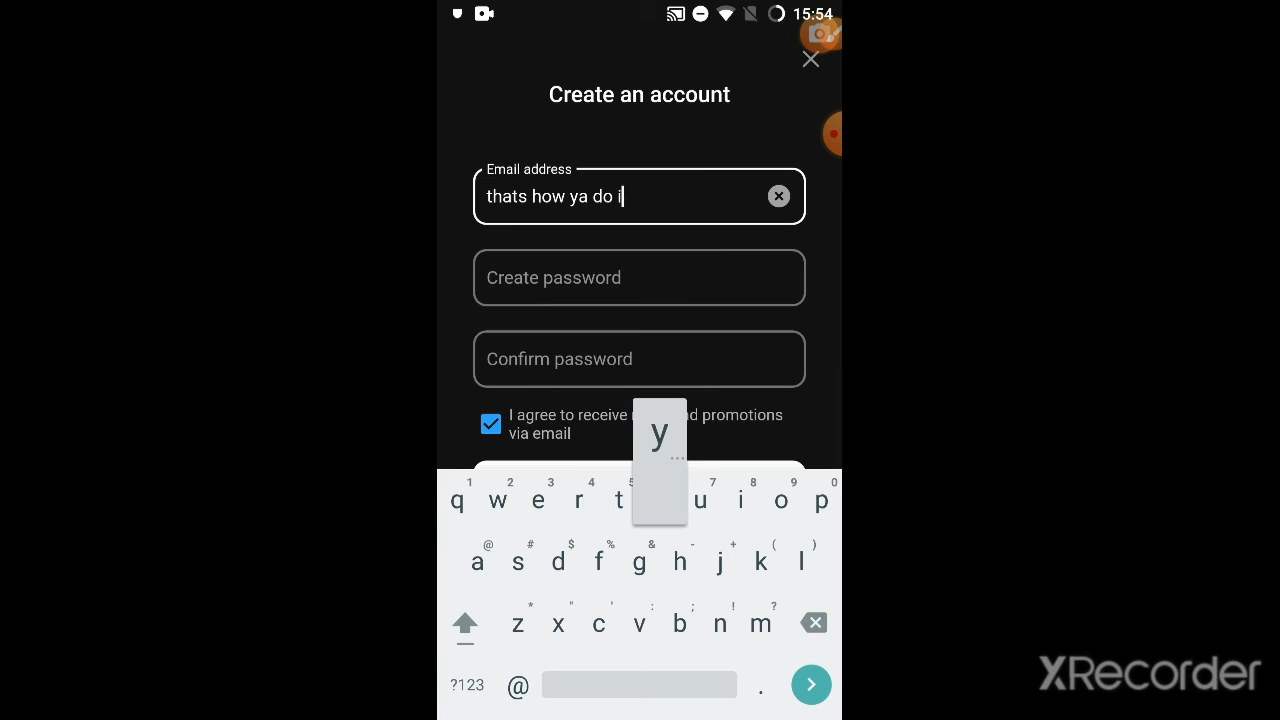 15:54
Create an account
Email address
thats how ya do i
Create password
Confirm password
I agree to receive nd promotions
via email
y
1 2 3 4 5 7 8 9 0
q w e r t u i o p
@ # $ % & - + ( )
a s d f g h j k l
* " ' : ; ! ?
z x c v b n m
?123 @ .
XRecorder